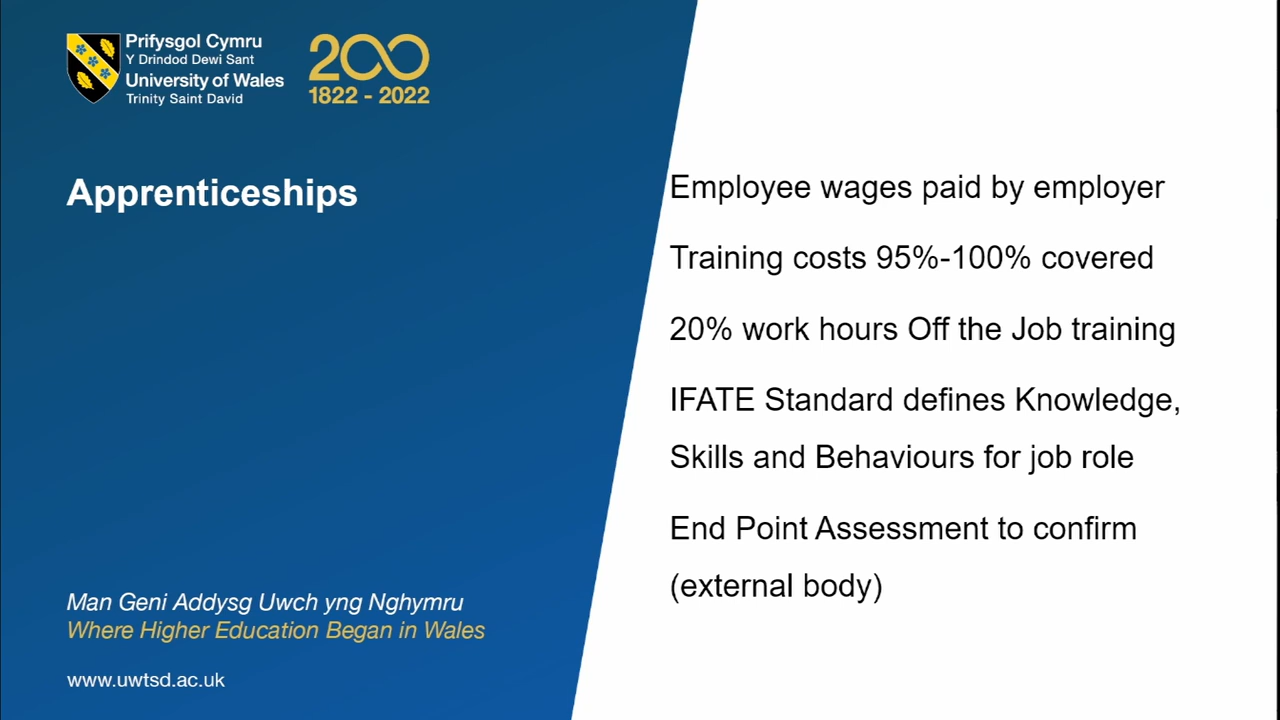 Prifysgol Cymru
Y Drindod Dewi Sant
University of Wales
Trinity Saint David
200
1822 - 2022
Apprenticeships
Employee wages paid by employer
Training costs 95%-100% covered
20% work hours Off the Job training
IFATE Standard defines Knowledge,
Skills and Behaviours for job role
End Point Assessment to confirm
(external body)
Man Geni Addysg Uwch yng Nghymru
Where Higher Education Began in Wales
www.uwtsd.ac.uk